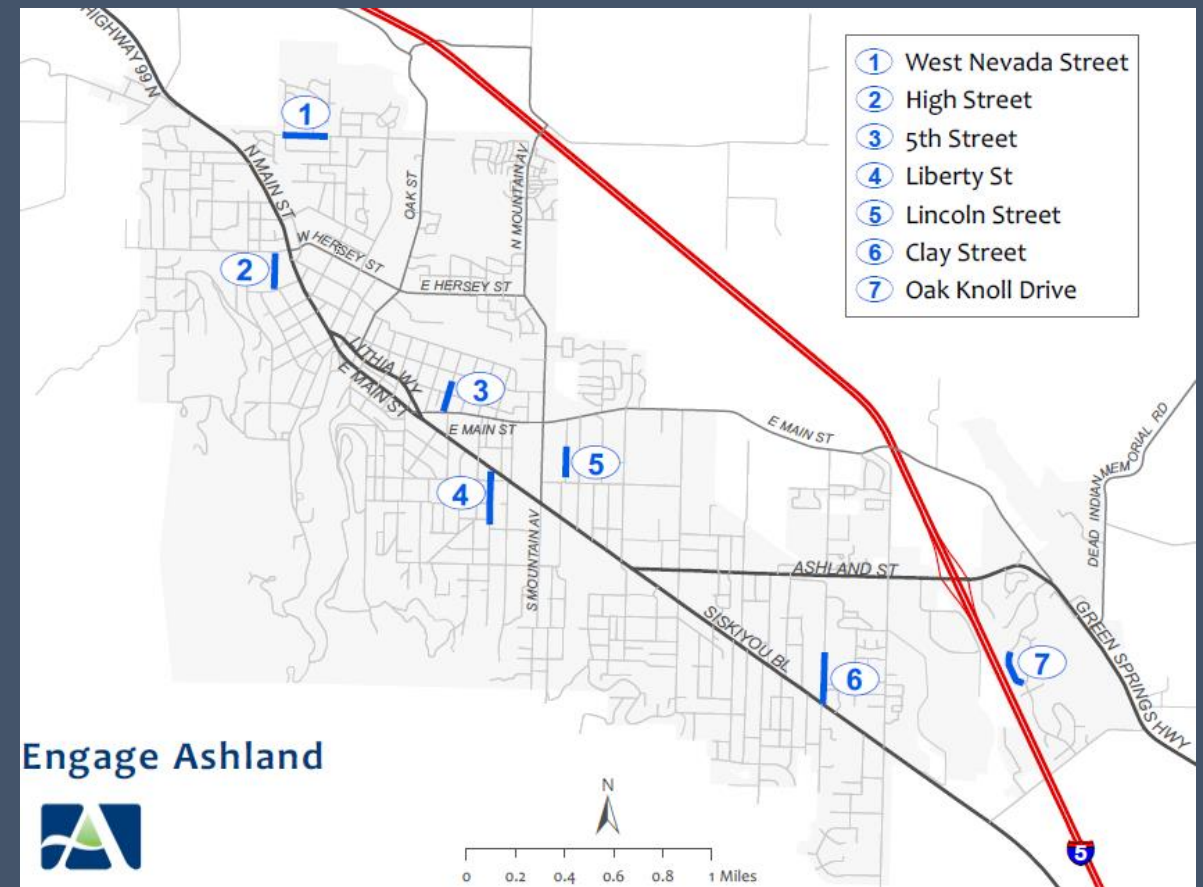 HIGHWAY 99 N
1 West Nevada Street
2 High Street
3 5th Street
4 Liberty St
5 Lincoln Street
6 Clay Street
7 Oak Knoll Drive
1
N MAIN ST
OAK ST
N MOUNTAIN AV
W HERSEY ST
2
E HERSEY ST
LITHIA WY
E MAIN ST
3
E MAIN ST
E MAIN ST
DEAD INDIAN MEMORIAL RD
5
4
S MOUNTAIN AV
ASHLAND ST
SISKIYOU BL
GREEN SPRINGS HWY
6
7
Engage Ashland
N
0 0.2 0.4 0.6 0.8 1 Miles
5